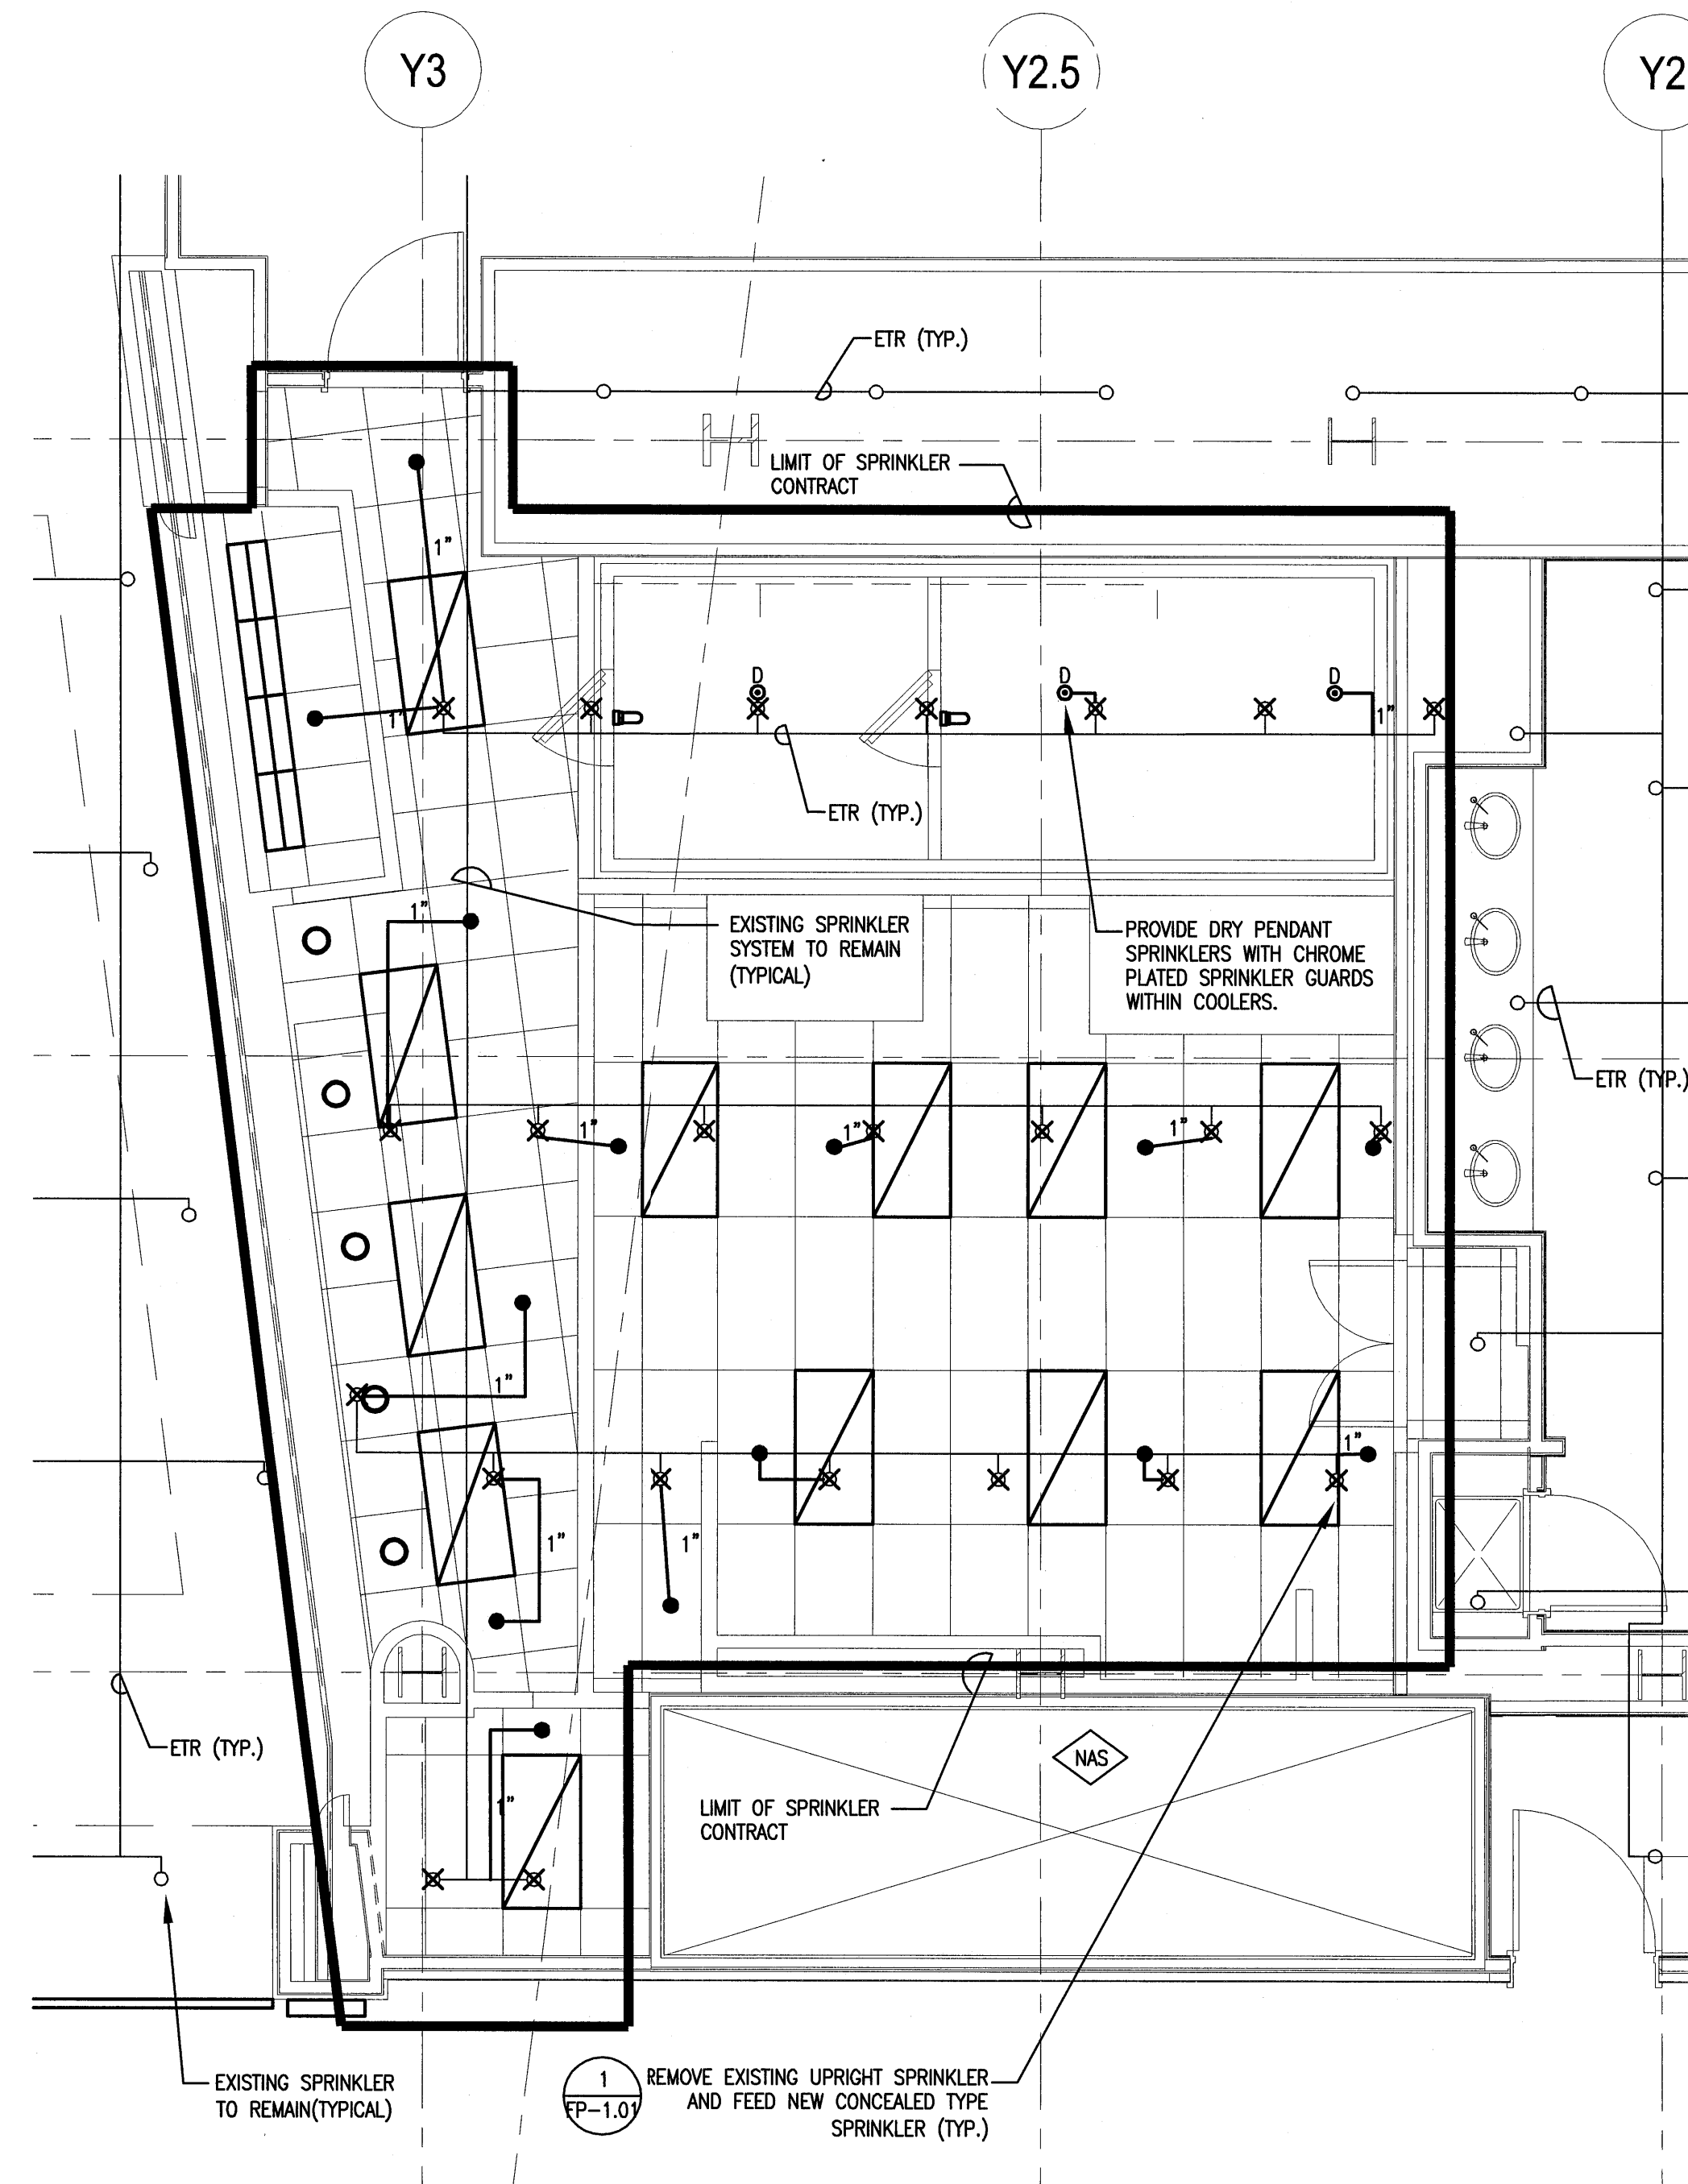 Y3
Y2.5
Y2
ETR (TYP.)
LIMIT OF SPRINKLER
CONTRACT
1"
D
D
D
1"
1"
ETR (TYP.)
1"
EXISTING SPRINKLER
SYSTEM TO REMAIN
(TYPICAL)
PROVIDE DRY PENDANT
SPRINKLERS WITH CHROME
PLATED SPRINKLER GUARDS
WITHIN COOLERS.
ETR (TYP.)
1"
1"
1"
1"
1"
1"
1"
ETR (TYP.)
NAS
1"
LIMIT OF SPRINKLER
CONTRACT
EXISTING SPRINKLER
TO REMAIN(TYPICAL)
1
FP-1.01
REMOVE EXISTING UPRIGHT SPRINKLER
AND FEED NEW CONCEALED TYPE
SPRINKLER (TYP.)